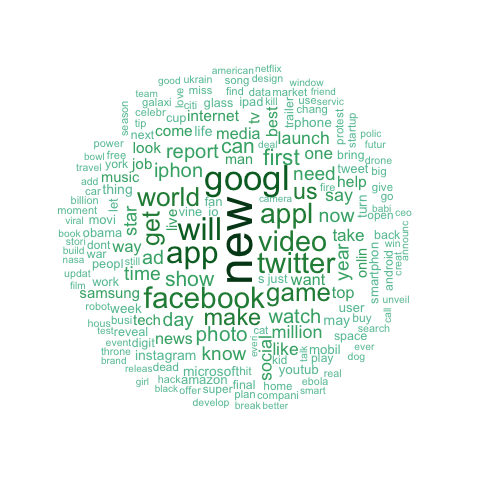 american netflix
good ukrain song design window
team love miss find data market friend
galaxi citi glass ipad kill use servic
season celebr cup internet tv trailer chang
next come life media best phone protest startup polic
power look report can launch tweet futur
bowl free job man deal first one bring drone
travel york music iphon need help back big
add car thing googl fire say turn give babi go
billion let star world live vine fan io camera us now open ceo
moment viral movi get will new appl year take onlin smartphon android win creat announc
book obama way app video
stori dont war ad twitter
build peopl time show s just want
nasa updat samsung facebook game top user call unveil
film work week make watch may buy search
robot tech day photo million space
hous busi news cat like mobil ever
test reveal know social even talk play dog
event digit instagram microsoft hit kid youtub real
throne brand dead amazon home ebola
releas hack super final compani smart
girl black offer plan better
develop break